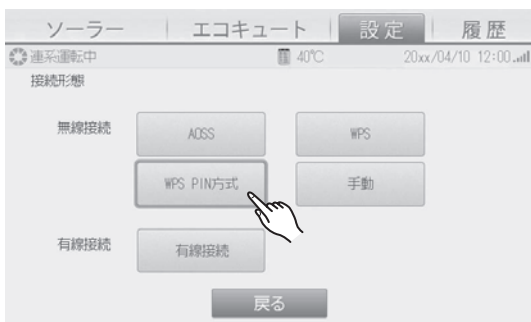 ソーラー エコキュート 設定 履歴
連系運転中 40℃ 20xx/04/10 12:00
接続形態
無線接続 AOSS WPS
WPS PIN方式 手動
有線接続 有線接続
戻る